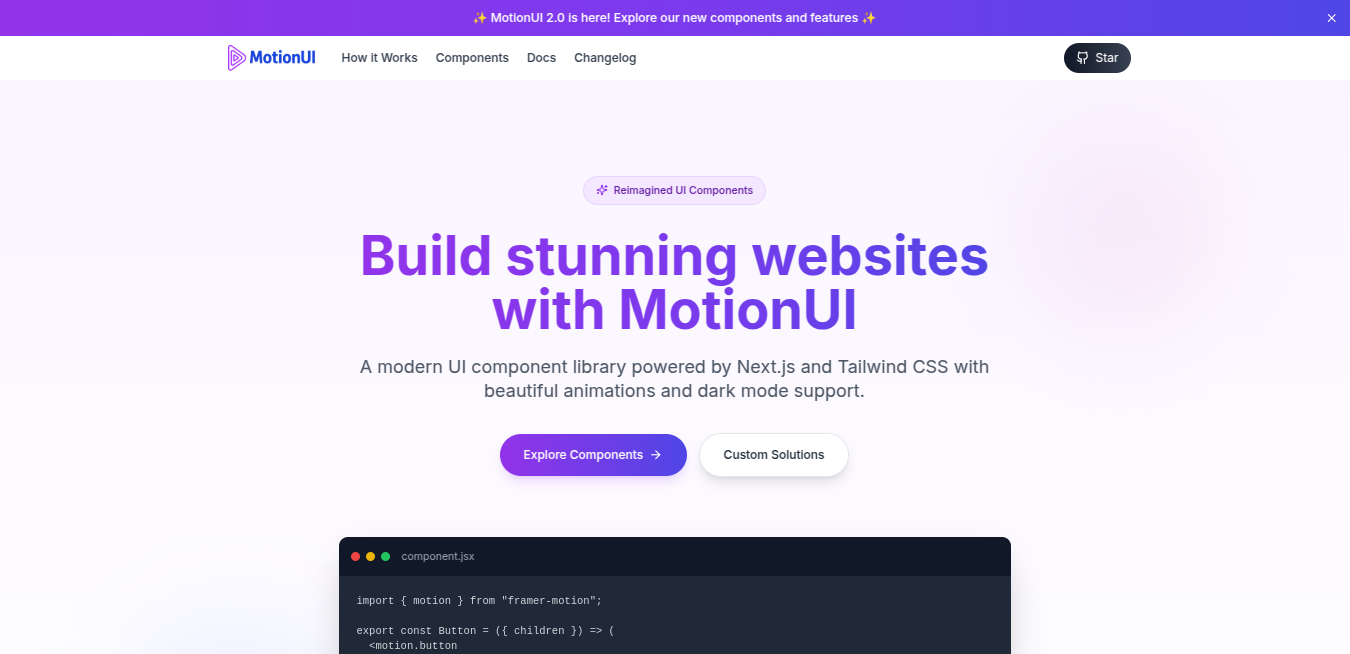 ✨ MotionUI 2.0 is here! Explore our new components and features ✨
MotionUI How it Works Components Docs Changelog Star
Reimagined UI Components
Build stunning websites
with MotionUI
A modern UI component library powered by Next.js and Tailwind CSS with
beautiful animations and dark mode support.
Explore Components → Custom Solutions
component.jsx
import { motion } from "framer-motion";
export const Button = ({ children }) => (
<motion.button